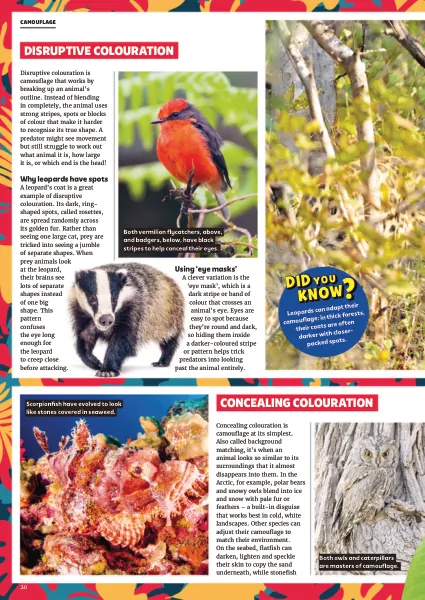 CAMOUFLAGE
DISRUPTIVE COLOURATION
Disruptive colouration is
camouflage that works by
breaking up an animal's
outline. Instead of blending
in completely, the animal uses
strong stripes, spots or blocks
of colour that make it harder
to recognise its true shape. A
predator might see movement
but still struggle to work out
what animal it is, how large
it is, or which end is the head!
Why leopards have spots
A leopard's coat is a great
example of disruptive
colouration. Its dark, ring-
shaped spots, called rosettes,
are spread randomly across
its golden fur. Rather than
seeing one large cat, prey are
tricked into seeing a jumble
of separate shapes. When
prey animals look
at the leopard,
their brains see
lots of separate
shapes instead
of one big
shape. This
pattern
confuses
the eye long
enough for
the leopard
to creep close
before attacking.
Both vermilion flycatchers, above,
and badgers, below, have black
stripes to help conceal their eyes.
Using 'eye masks'
A clever variation is the
'eye mask', which is a
dark stripe or band of
colour that crosses an
animal's eye. Eyes are
easy to spot because
they're round and dark,
so hiding them inside
a darker-coloured stripe
or pattern helps trick
predators into looking
past the animal entirely.
DID YOU
KNOW?
Leopards can adapt their
camouflage: in thick forests,
their coats are often
darker with closer-
packed spots.
Scorpionfish have evolved to look
like stones covered in seaweed.
CONCEALING COLOURATION
Concealing colouration is
camouflage at its simplest.
Also called background
matching, it's when an
animal looks so similar to its
surroundings that it almost
disappears into them. In the
Arctic, for example, polar bears
and snowy owls blend into ice
and snow with pale fur or
feathers – a built-in disguise
that works best in cold, white
landscapes. Other species can
adjust their camouflage to
match their environment.
On the seabed, flatfish can
darken, lighten and speckle
their skin to copy the sand
underneath, while stonefish
Both owls and caterpillars
are masters of camouflage.
20